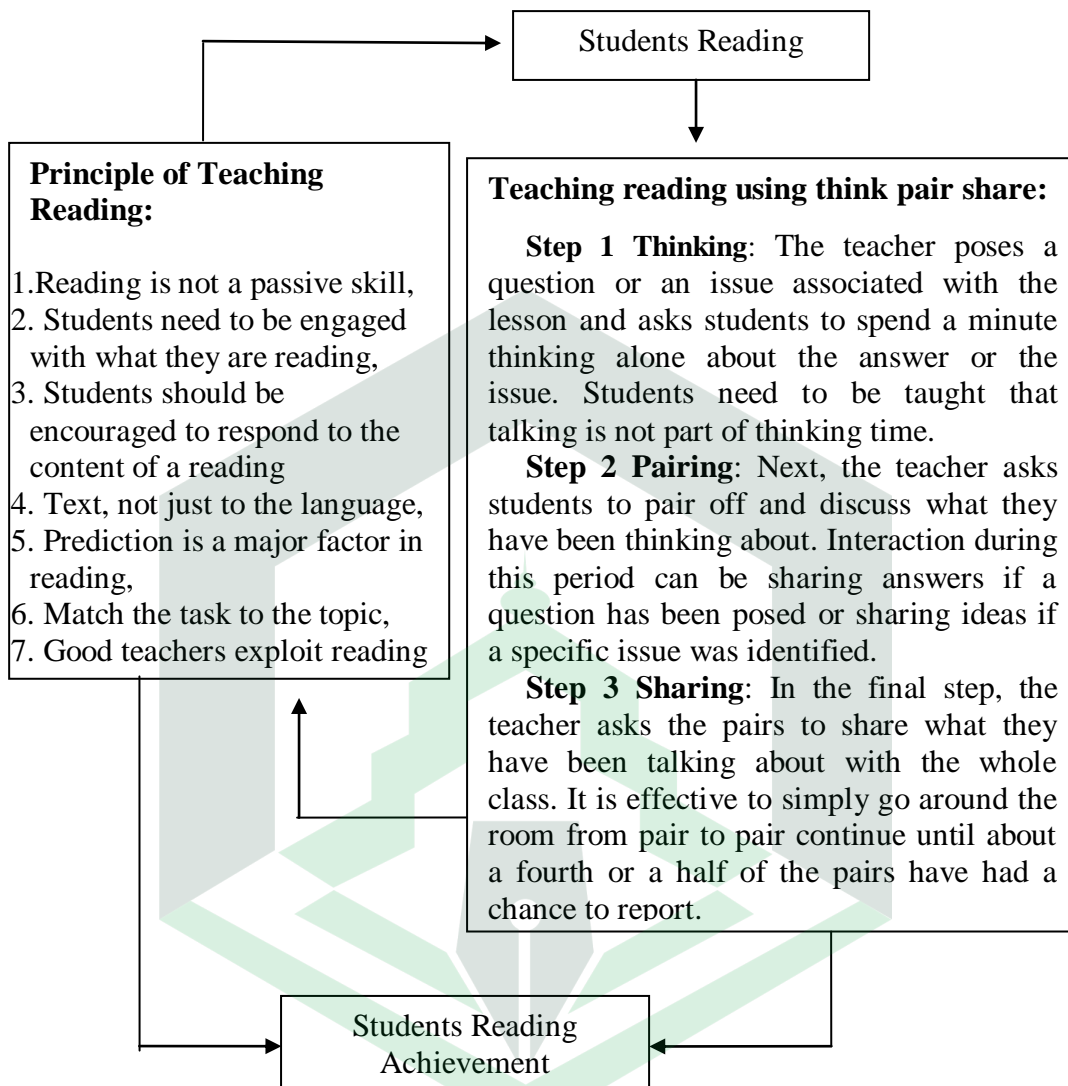 Students Reading
Principle of Teaching
Reading:
1.Reading is not a passive skill,
2. Students need to be engaged
with what they are reading,
3. Students should be
encouraged to respond to the
content of a reading
4. Text, not just to the language,
5. Prediction is a major factor in
reading,
6. Match the task to the topic,
7. Good teachers exploit reading
Teaching reading using think pair share:
Step 1 Thinking: The teacher poses a
question or an issue associated with the
lesson and asks students to spend a minute
thinking alone about the answer or the
issue. Students need to be taught that
talking is not part of thinking time.
Step 2 Pairing: Next, the teacher asks
students to pair off and discuss what they
have been thinking about. Interaction during
this period can be sharing answers if a
question has been posed or sharing ideas if
a specific issue was identified.
Step 3 Sharing: In the final step, the
teacher asks the pairs to share what they
have been talking about with the whole
class. It is effective to simply go around the
room from pair to pair continue until about
a fourth or a half of the pairs have had a
chance to report.
Students Reading
Achievement